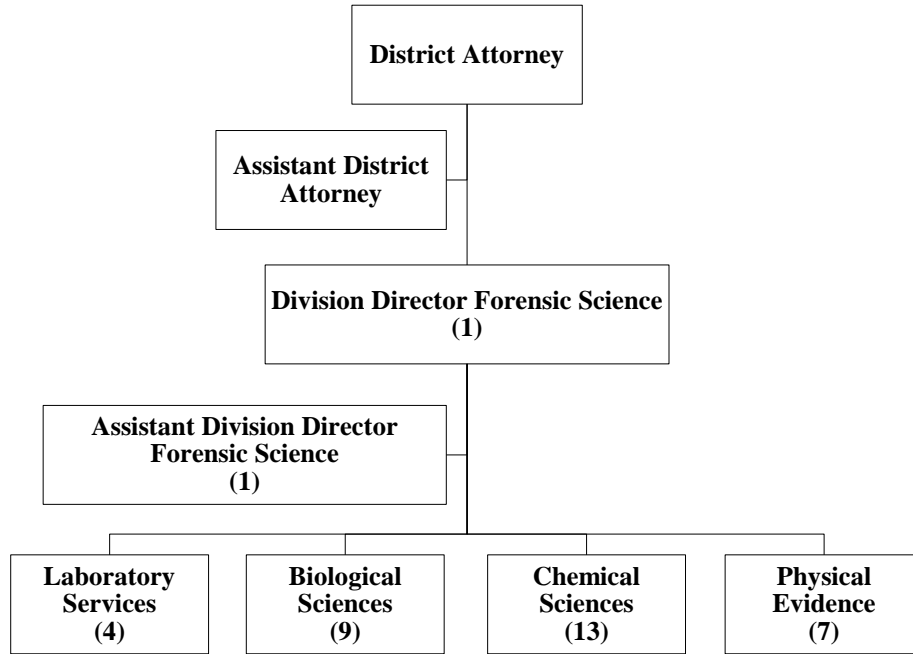 District Attorney
Assistant District
Attorney
Division Director Forensic Science
(1)
Assistant Division Director
Forensic Science
(1)
Laboratory
Services
(4)
Biological
Sciences
(9)
Chemical
Sciences
(13)
Physical
Evidence
(7)